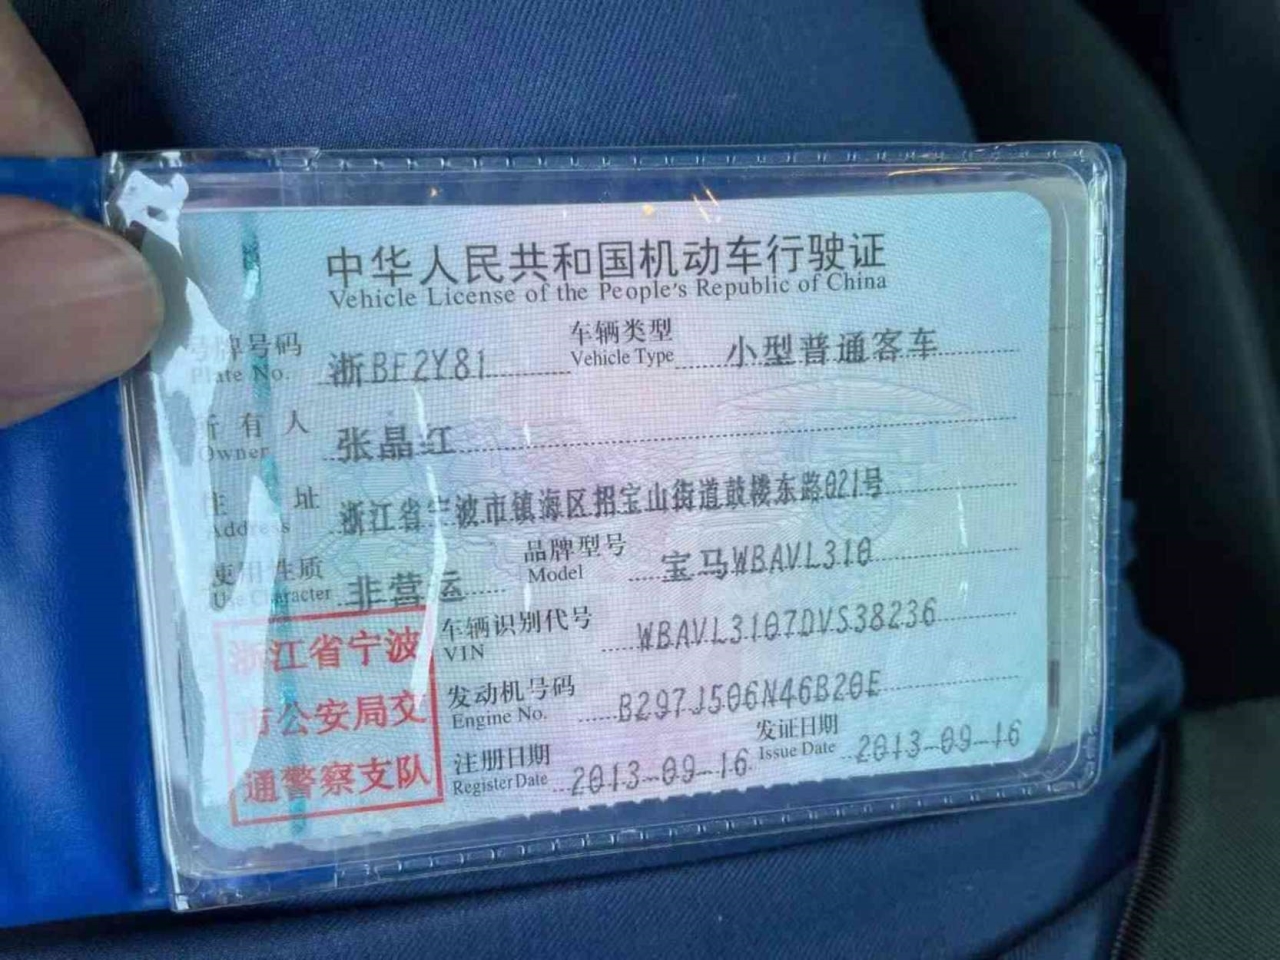 中华人民共和国机动车行驶证
Vehicle License of the People's Republic of China
号牌号码 浙BF2Y81 车辆类型 小型普通客车
Plate No. Vehicle Type
所有人 张晶红
Owner
住址 浙江省宁波市镇海区招宝山街道鼓楼东路021号
Address
使用性质 非营运 品牌型号 宝马WBAVL310
Use Character Model
车辆识别代号 WBAVL3107DVS38236
VIN
发动机号码 B297J506N46B20E
Engine No.
注册日期 2013-09-16 发证日期 2013-09-16
Register Date Issue Date
浙江省宁波
市公安局交
通警察支队